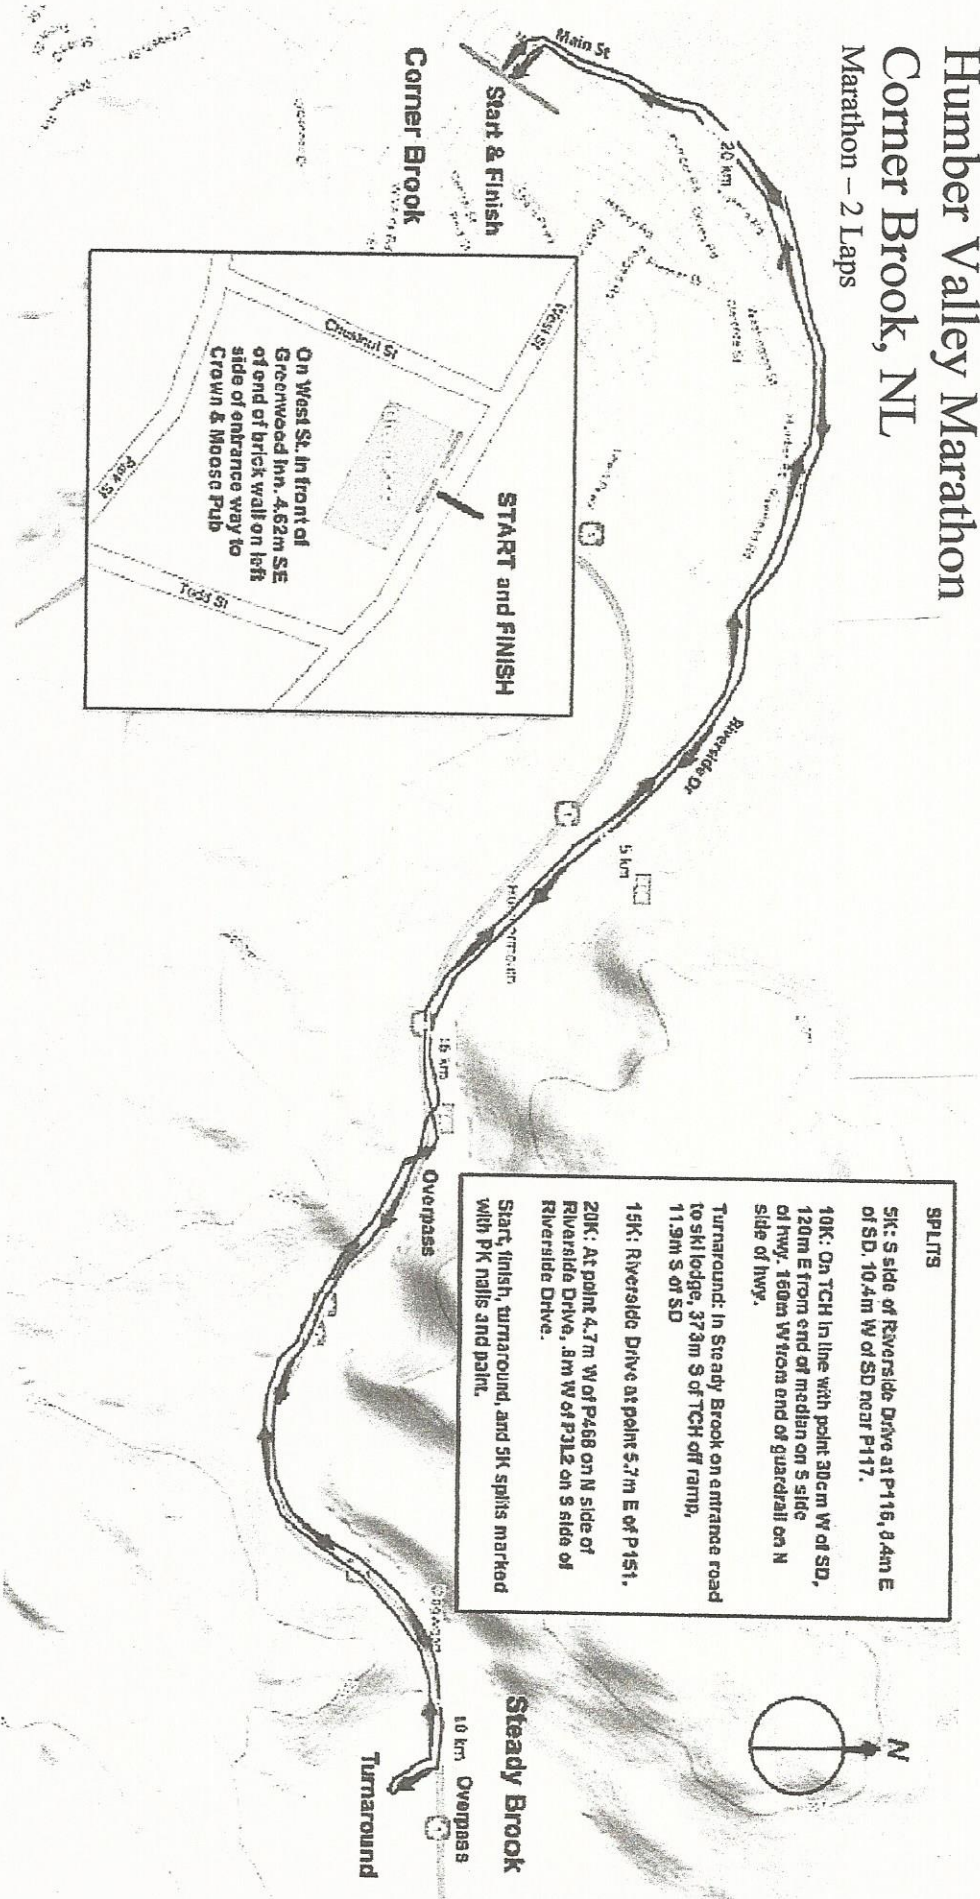 Humber Valley Marathon
Corner Brook, NL
Marathon – 2 Laps
Main St
20 km
Start & Finish
Corner Brook
Riverside Dr
5 km
15 km
Overpass
West St
Chestnut St
START and FINISH
On West St. in front of
Greenwood Inn. 4.62m SE
of end of brick wall on left
side of entrance way to
Crown & Moose Pub
Park St
Todd St
SPLITS
5K: S side of Riverside Drive at P116, 8.4m E
of SD, 10.4m W of SD near P117.
10K: On TCH in line with point 30cm W of SD,
120m E from end of median on S side
of hwy. 160m W from end of guardrail on N
side of hwy.
Turnaround: In Steady Brook on entrance road
to ski lodge, 373m S of TCH off ramp,
11.9m S of SD
15K: Riverside Drive at point 5.7m E of P151.
20K: At point 4.7m W of P46B on N side of
Riverside Drive, .8m W of P3L2 on S side of
Riverside Drive.
Start, finish, turnaround, and 5K splits marked
with PK nails and paint.
N
Steady Brook
10 km
Overpass
Turnaround